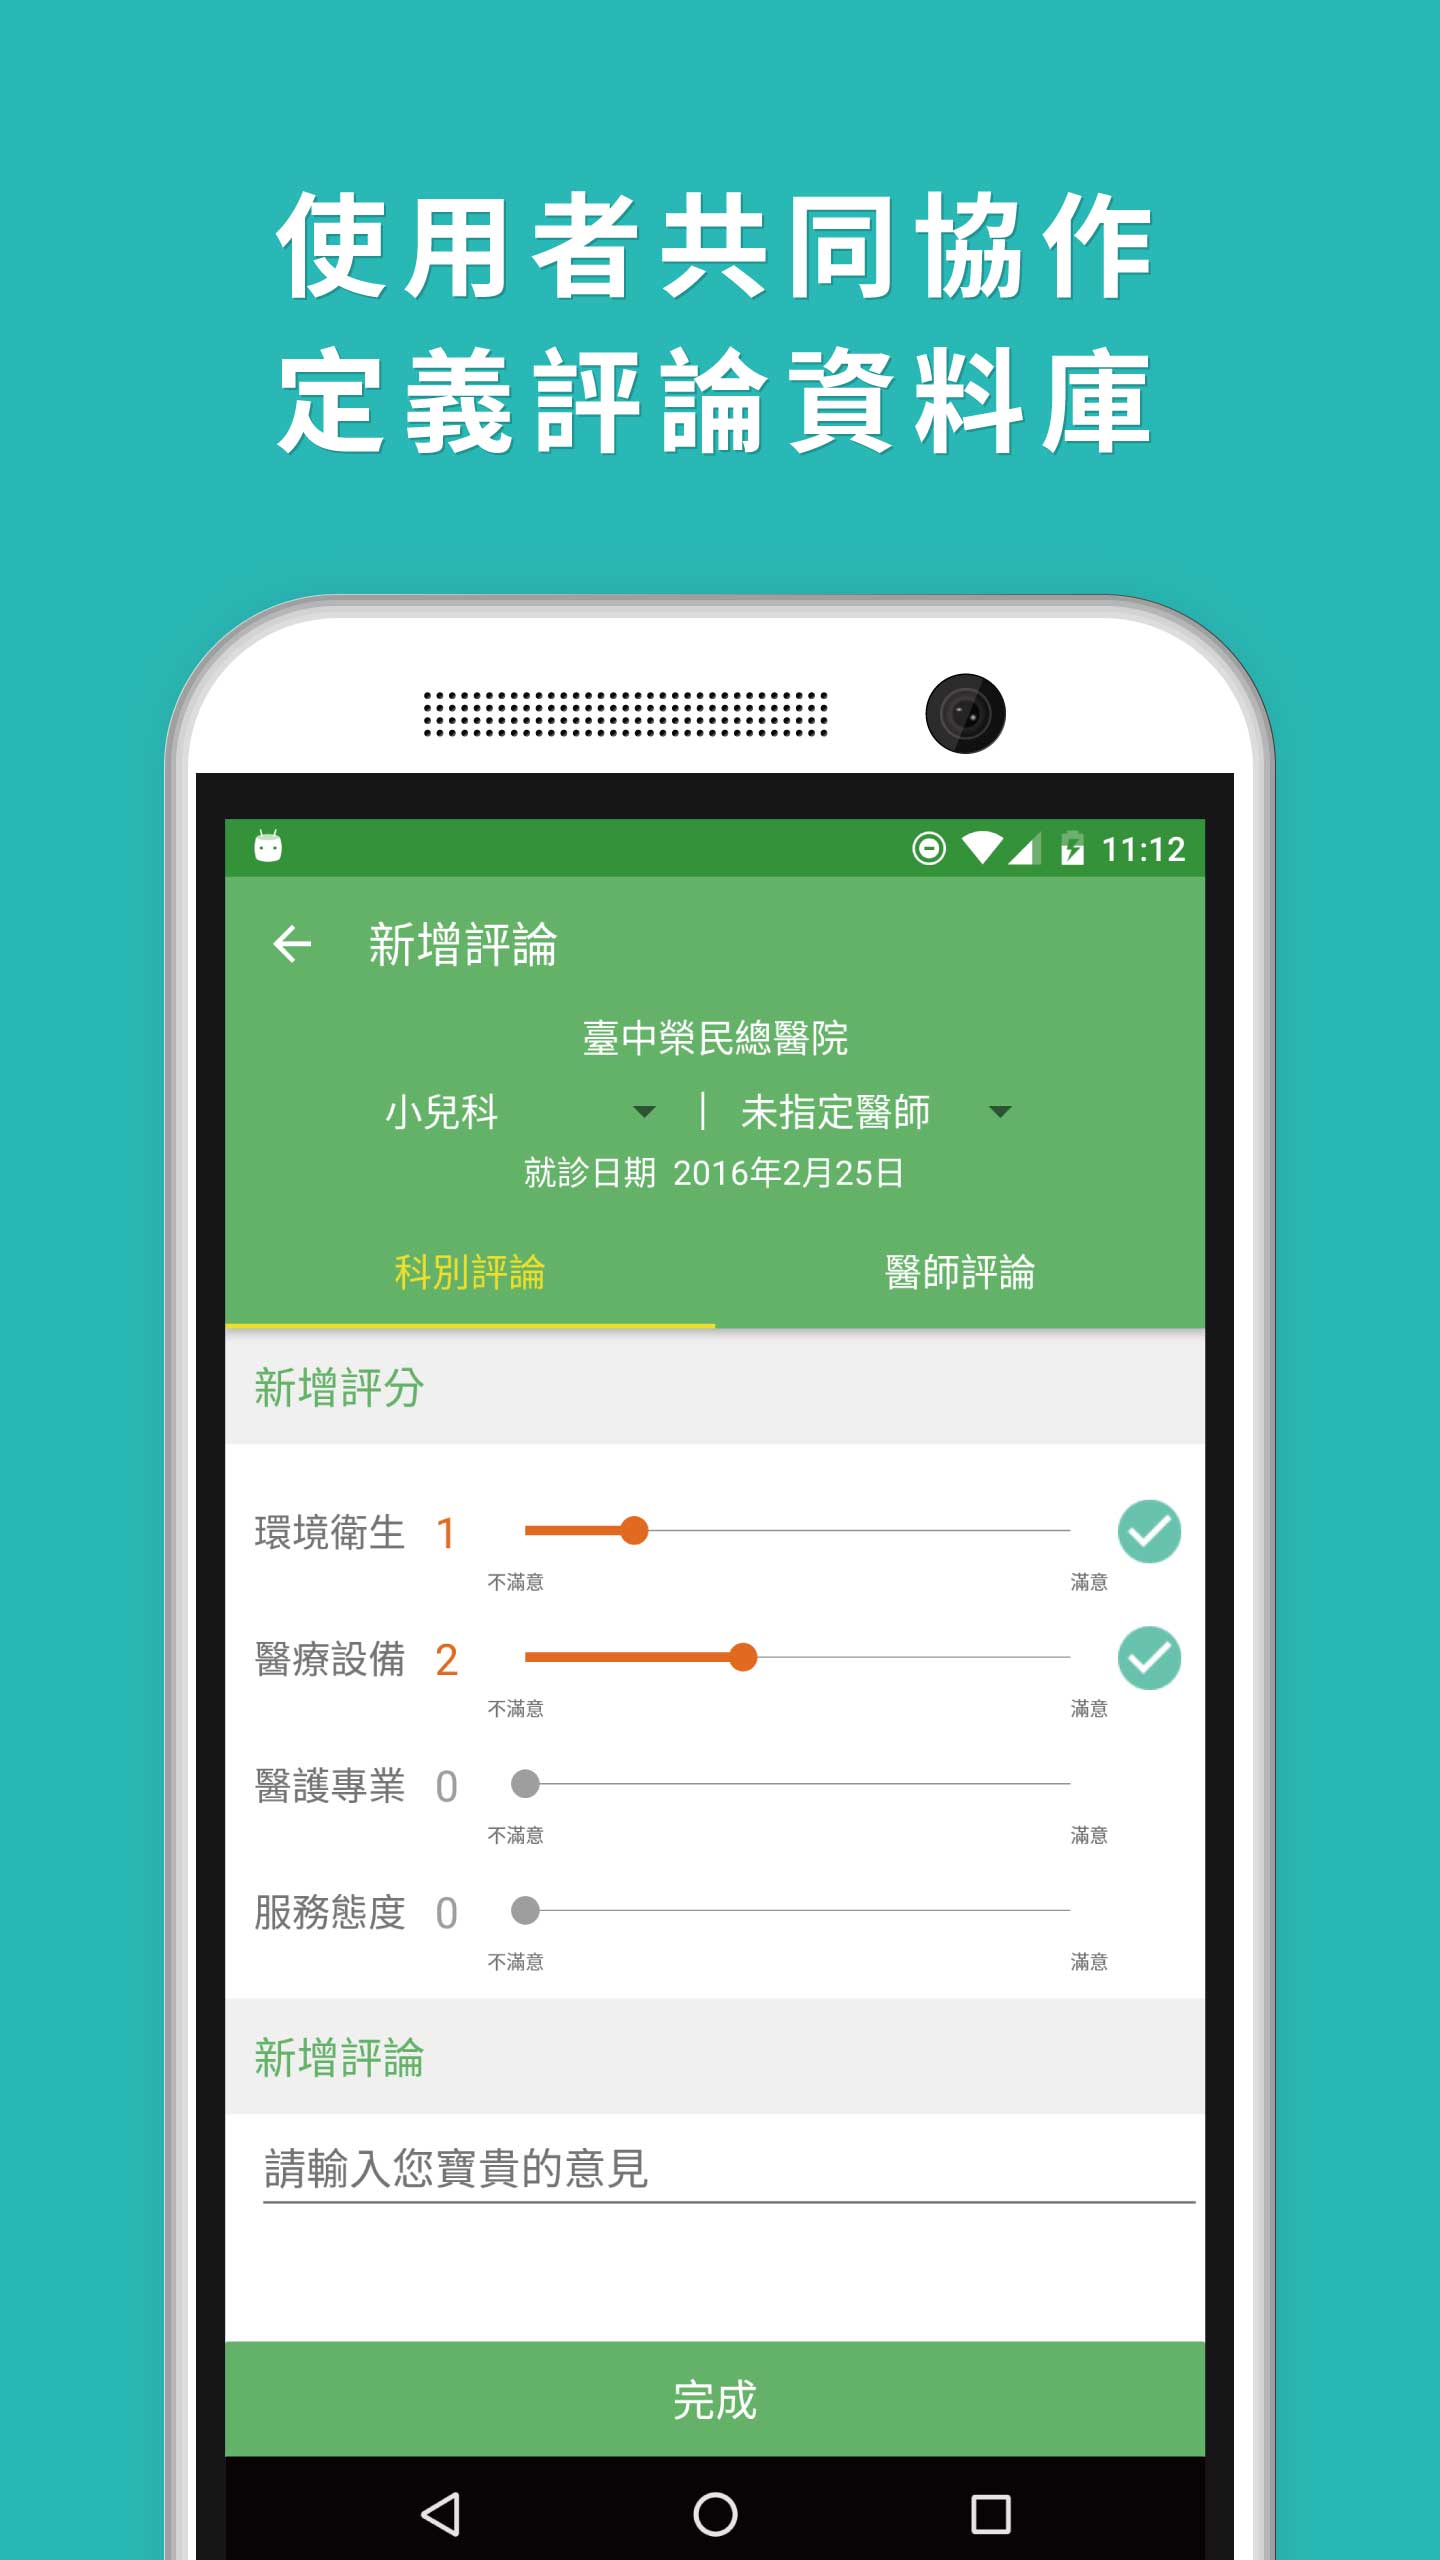 使用者共同協作
定義評論資料庫
11:12
新增評論
臺中榮民總醫院
小兒科 | 未指定醫師
就診日期 2016年2月25日
科別評論 醫師評論
新增評分
環境衛生 1
不滿意 滿意
醫療設備 2
不滿意 滿意
醫護專業 0
不滿意 滿意
服務態度 0
不滿意 滿意
新增評論
請輸入您寶貴的意見
完成